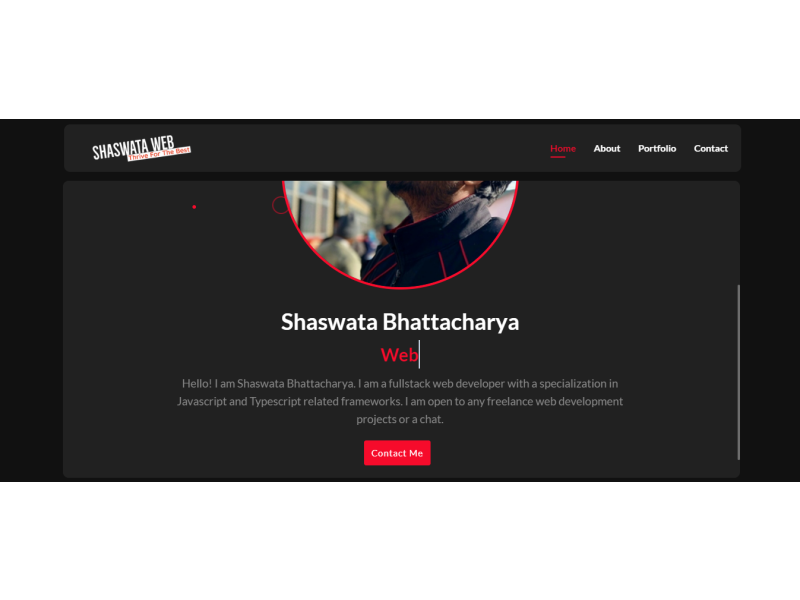 SHASWATA WEB
Thrive For The Best
Home About Portfolio Contact
Shaswata Bhattacharya
Web
Hello! I am Shaswata Bhattacharya. I am a fullstack web developer with a specialization in
Javascript and Typescript related frameworks. I am open to any freelance web development
projects or a chat.
Contact Me